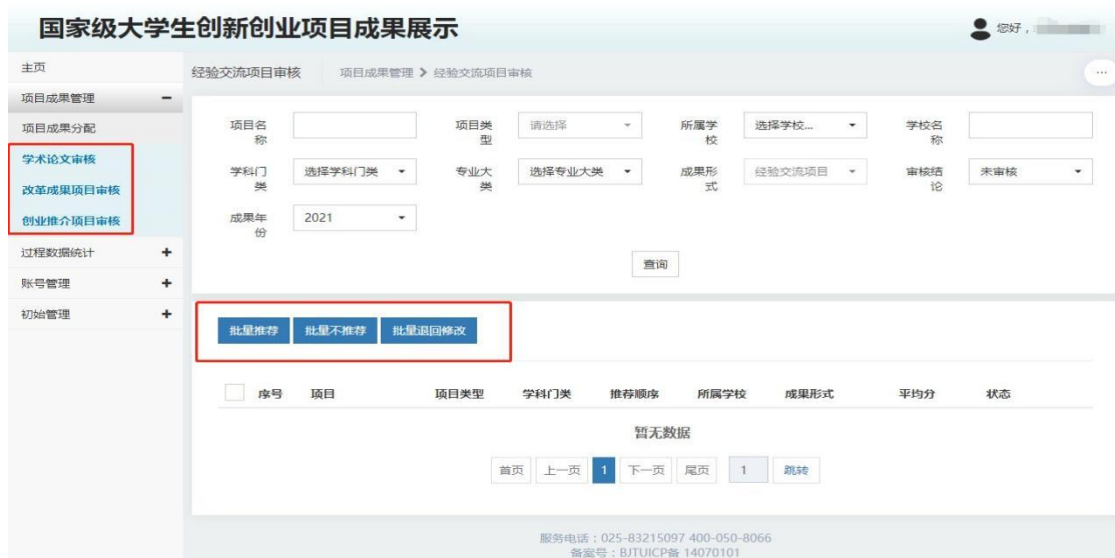 国家级大学生创新创业项目成果展示
您好，
主页
项目成果管理
项目成果分配
学术论文审核
改革成果项目审核
创业推介项目审核
过程数据统计
账号管理
初始管理
经验交流项目审核 项目成果管理 经验交流项目审核
项目名称 项目类型 请选择 所属学校 选择学校... 学校名称
学科门类 选择学科门类 专业大类 选择专业大类 成果形式 经验交流项目 审核结论 未审核
成果年份 2021
查询
批量推荐 批量不推荐 批量退回修改
序号 项目 项目类型 学科门类 推荐顺序 所属学校 成果形式 平均分 状态
暂无数据
首页 上一页 1 下一页 尾页 1 跳转
服务电话：025-83215097 400-050-8066
备案号：BJTUICP备 14070101